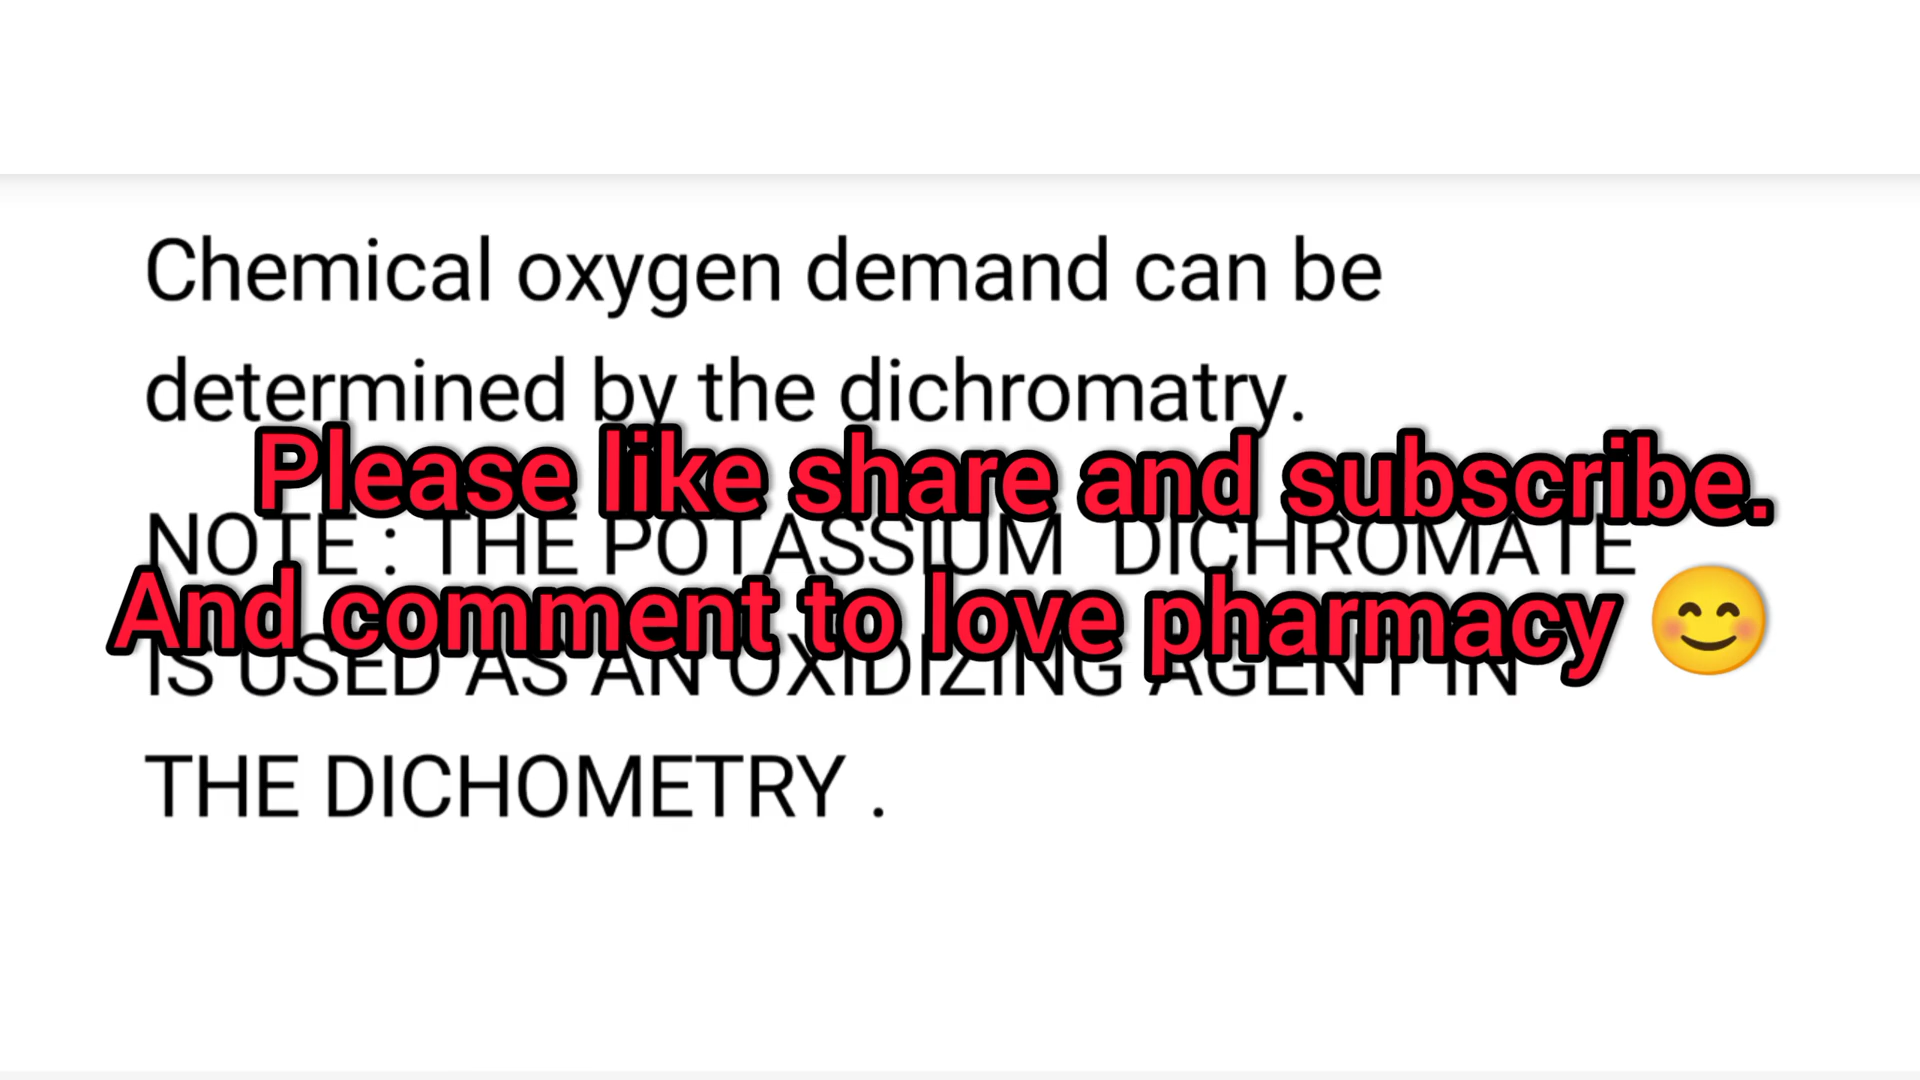 Chemical oxygen demand can be
determined by the dichromatry.
Please like share and subscribe.
NOTE : THE POTASSIUM DICHROMATE
And comment to love pharmacy 😊
IS USED AS AN OXIDIZING AGENT IN
THE DICHOMETRY .